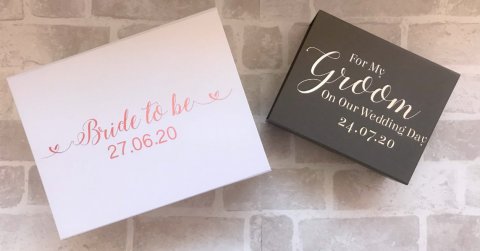 Bride to be
27.06.20
For My
Groom
On Our Wedding Day
24.07.20